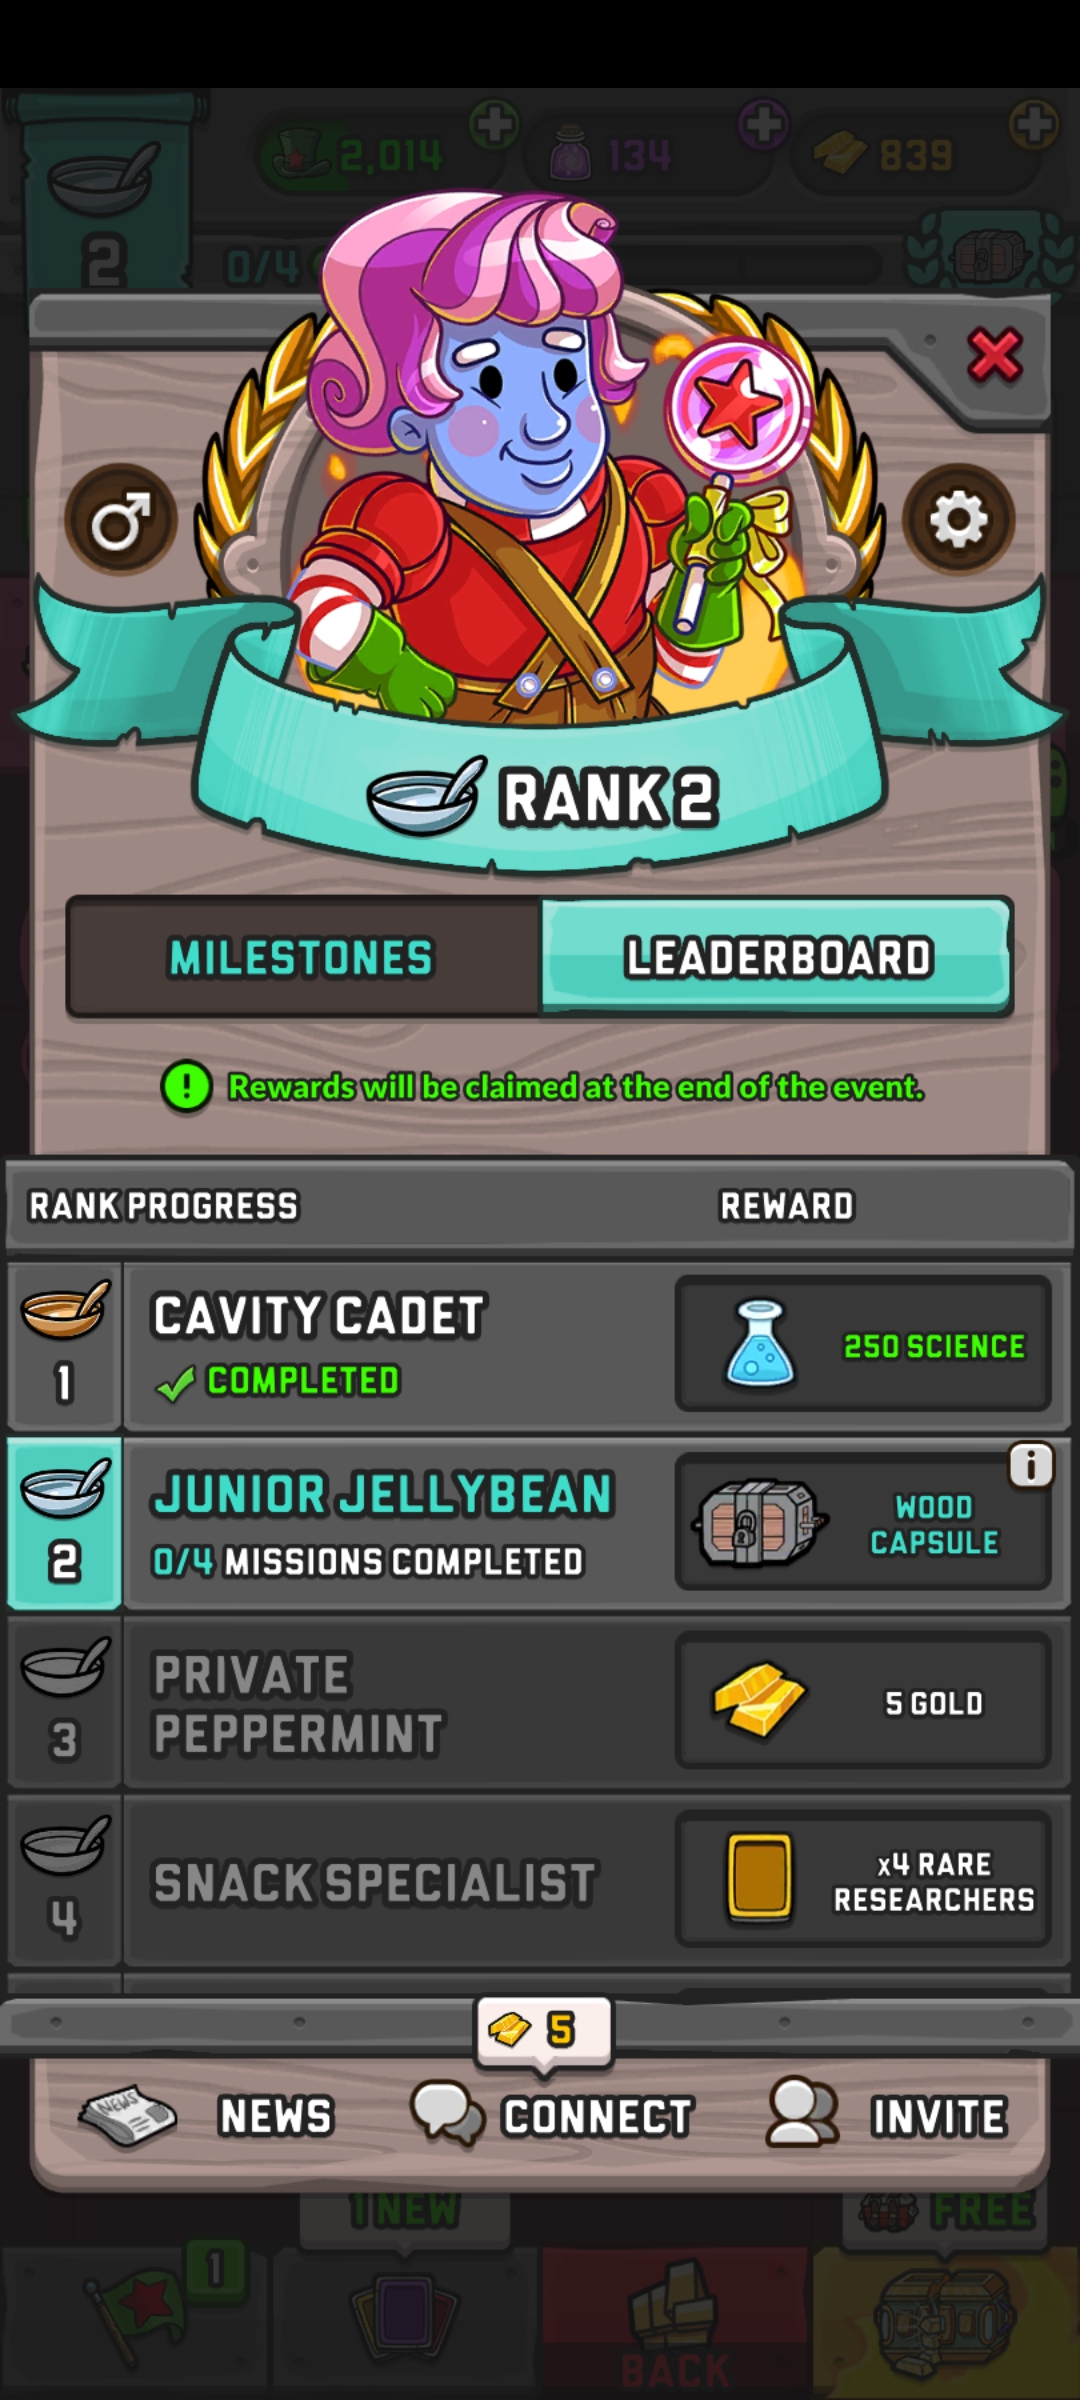 2,014
134
839
2
0/4
RANK 2
MILESTONES
LEADERBOARD
! Rewards will be claimed at the end of the event.
RANK PROGRESS
REWARD
1
CAVITY CADET
COMPLETED
250 SCIENCE
2
JUNIOR JELLYBEAN
0/4 MISSIONS COMPLETED
WOOD
CAPSULE
i
3
PRIVATE
PEPPERMINT
5 GOLD
4
SNACK SPECIALIST
x4 RARE
RESEARCHERS
5
NEWS
NEWS
CONNECT
INVITE
1 NEW
FREE
1
BACK